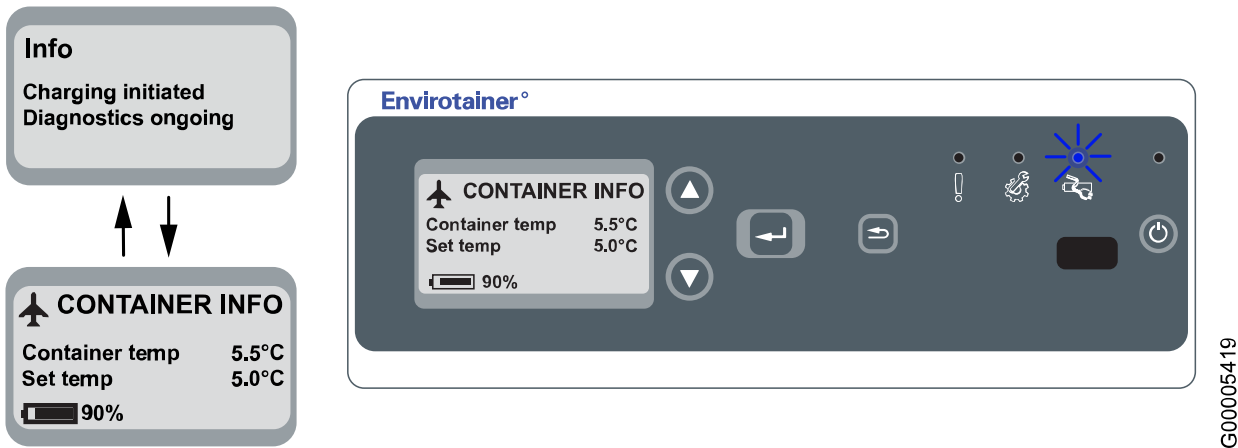 Info
Charging initiated
Diagnostics ongoing
CONTAINER INFO
Container temp 5.5°C
Set temp 5.0°C
90%
Envirotainer°
CONTAINER INFO
Container temp 5.5°C
Set temp 5.0°C
90%
G00005419